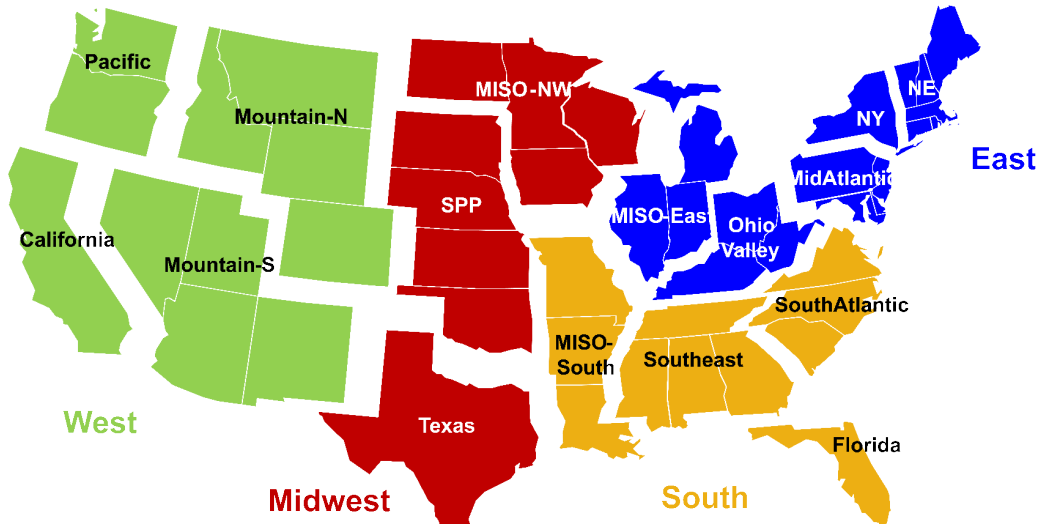 Pacific
Mountain-N
MISO-NW
NE
NY
East
MidAtlantic
SPP
MISO-East
Ohio
Valley
California
Mountain-S
SouthAtlantic
MISO-
South
Southeast
West
Texas
Florida
Midwest
South